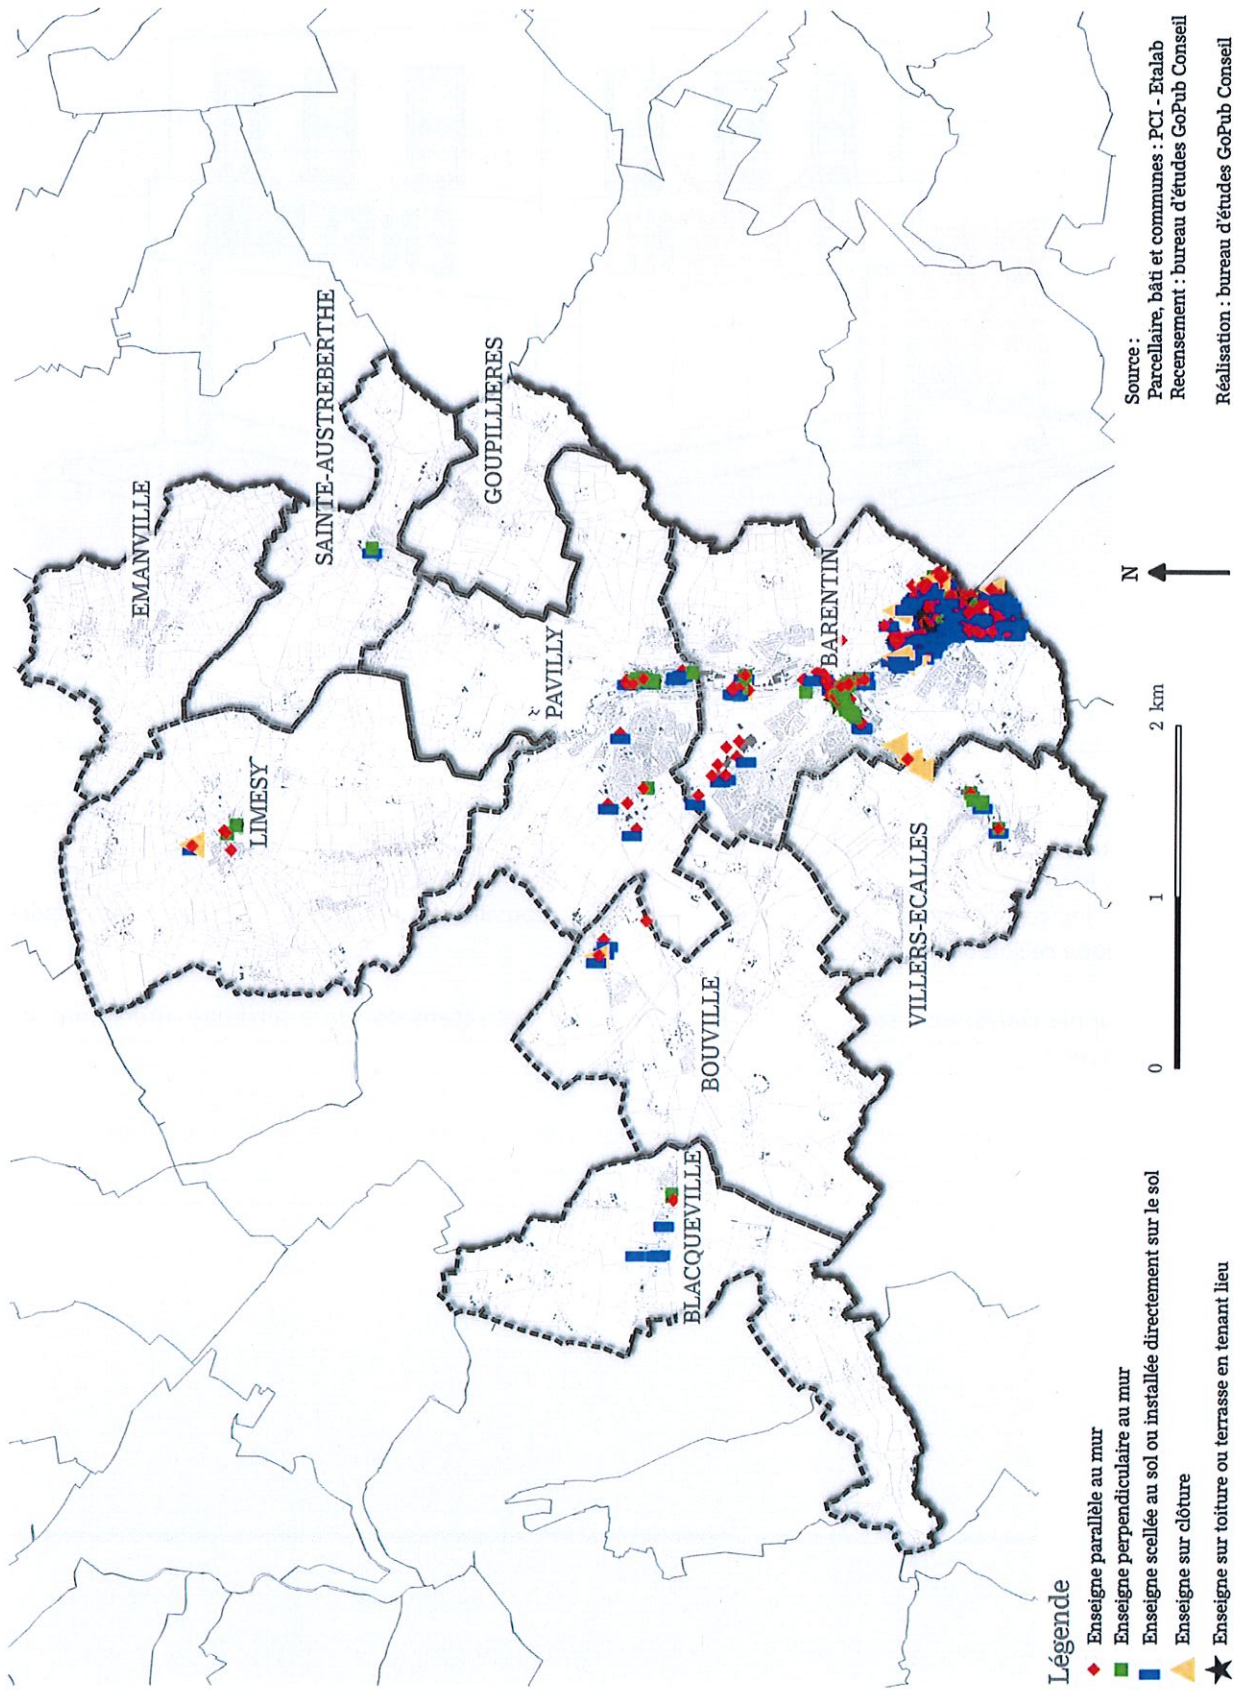 EMANVILLE
SAINTE-AUSTREBERTHE
LIMESY
GOUPILLIERES
PAVILLY
BARENTIN
BOUVILLE
BLACQUEVILLE
VILLERS-ECALLES
Légende
Enseigne parallèle au mur
Enseigne perpendiculaire au mur
Enseigne scellée au sol ou installée directement sur le sol
Enseigne sur clôture
Enseigne sur toiture ou terrasse en tenant lieu
0 1 2 km
N
Source :
Parcellaire, bâti et communes : PCI - Etalab
Recensement : bureau d'études GoPub Conseil
Réalisation : bureau d'études GoPub Conseil